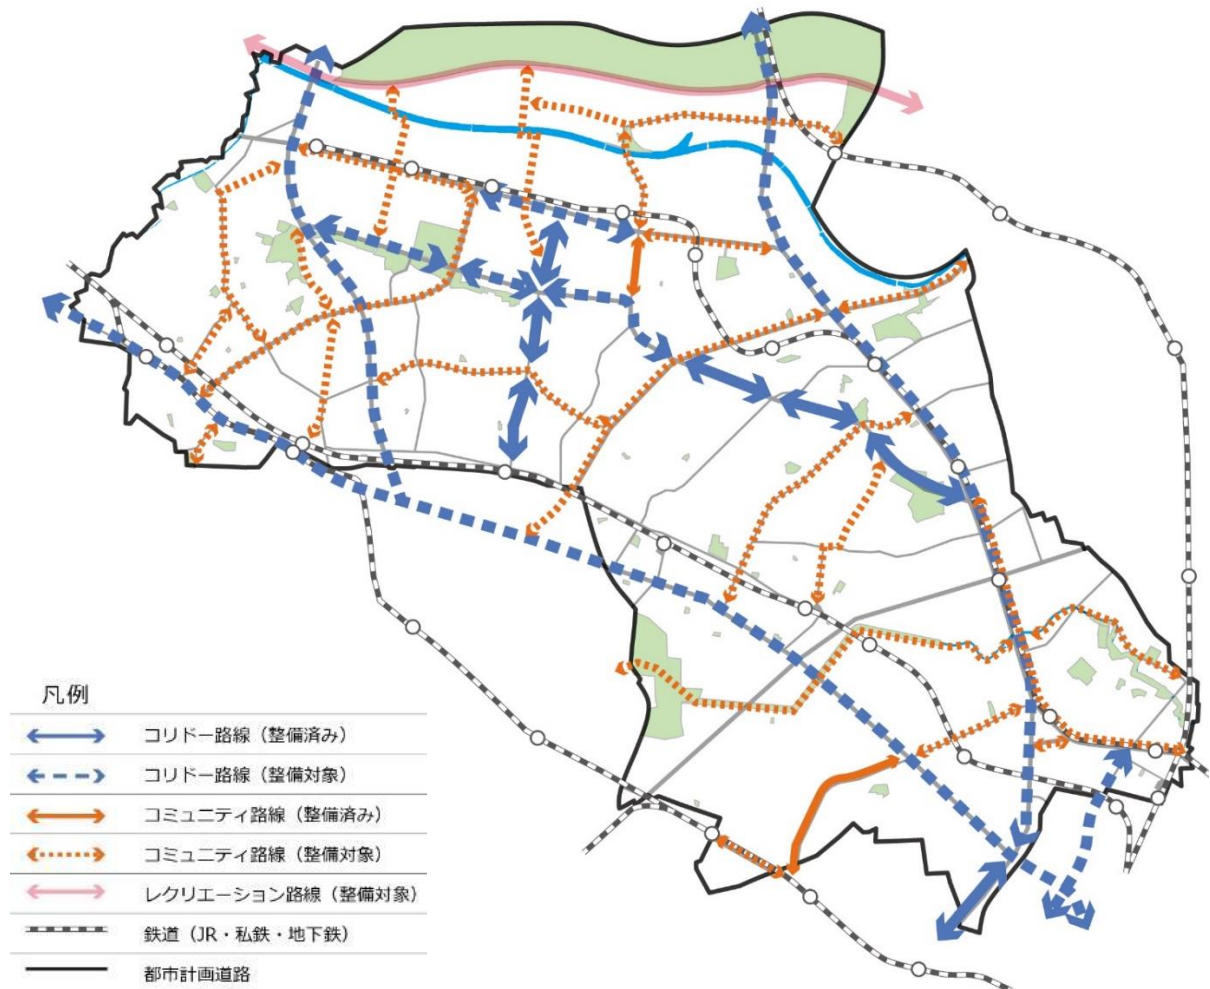 凡例
コリドー路線（整備済み）
コリドー路線（整備対象）
コミュニティ路線（整備済み）
コミュニティ路線（整備対象）
レクリエーション路線（整備対象）
鉄道（JR・私鉄・地下鉄）
都市計画道路